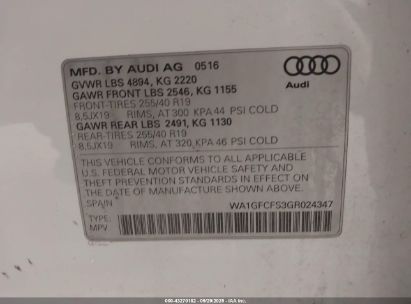 MFD. BY AUDI AG 0516
GVWR LBS 4894, KG 2220
GAWR FRONT LBS 2546, KG 1155
FRONT-TIRES 255/40 R19
8,5JX19 RIMS, AT 300 KPA 44 PSI COLD
GAWR REAR LBS 2491, KG 1130
REAR-TIRES 255/40 R19
8,5JX19 RIMS, AT 320 KPA 46 PSI COLD
Audi
THIS VEHICLE CONFORMS TO ALL APPLICABLE
U.S. FEDERAL MOTOR VEHICLE SAFETY AND
THEFT PREVENTION STANDARDS IN EFFECT ON
THE DATE OF MANUFACTURE SHOWN ABOVE.
SPAIN WA1GFCFS3GR024347
TYPE:
MPV